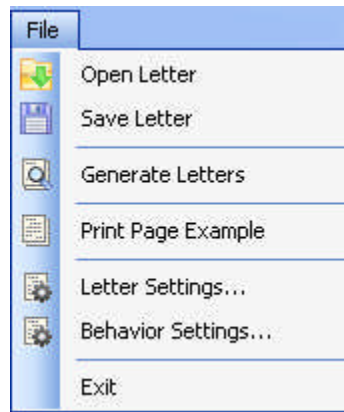 File
Open Letter
Save Letter
Generate Letters
Print Page Example
Letter Settings...
Behavior Settings...
Exit